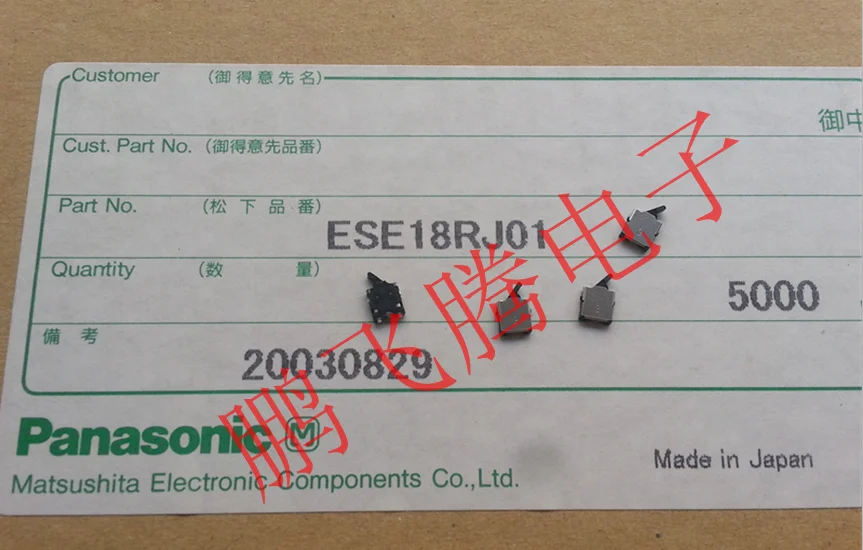 Customer (御得意先名)
御中
Cust. Part No. (御得意先品番)
Part No. (松下品番) ESE18RJ01
Quantity (数量) 5000
備考 20030829
Panasonic M
Matsushita Electronic Components Co.,Ltd.
Made in Japan
鹏飞腾电子